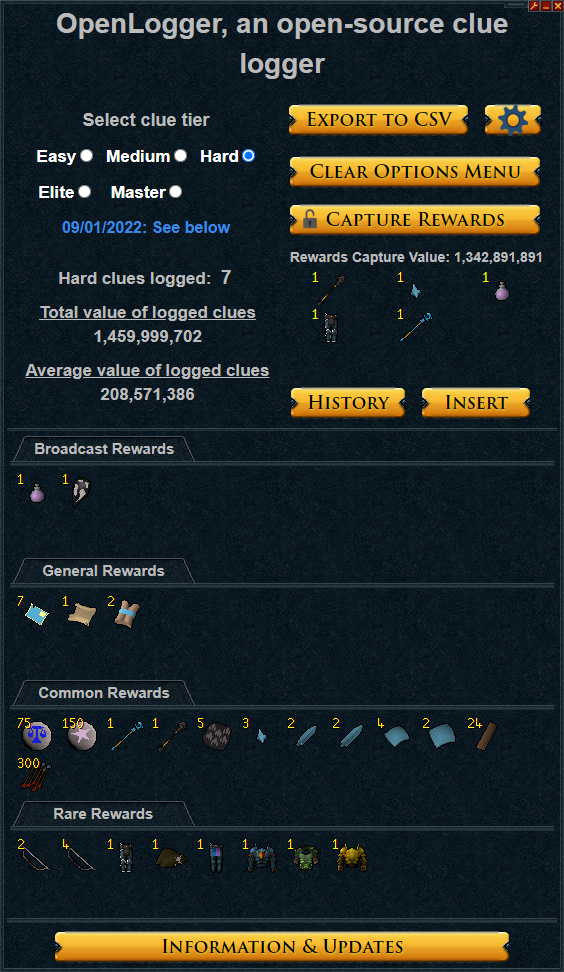 OpenLogger, an open-source clue
logger
Select clue tier
Easy Medium Hard
Elite Master
09/01/2022: See below
Hard clues logged: 7
Total value of logged clues
1,459,999,702
Average value of logged clues
208,571,386
Export to CSV
Clear Options Menu
Capture Rewards
Rewards Capture Value: 1,342,891,891
1 1 1
1 1
History Insert
Broadcast Rewards
1 1
General Rewards
7 1 2
Common Rewards
75 150 1 1 5 3 2 2 4 2 24
300
Rare Rewards
2 4 1 1 1 1 1 1
Information & Updates